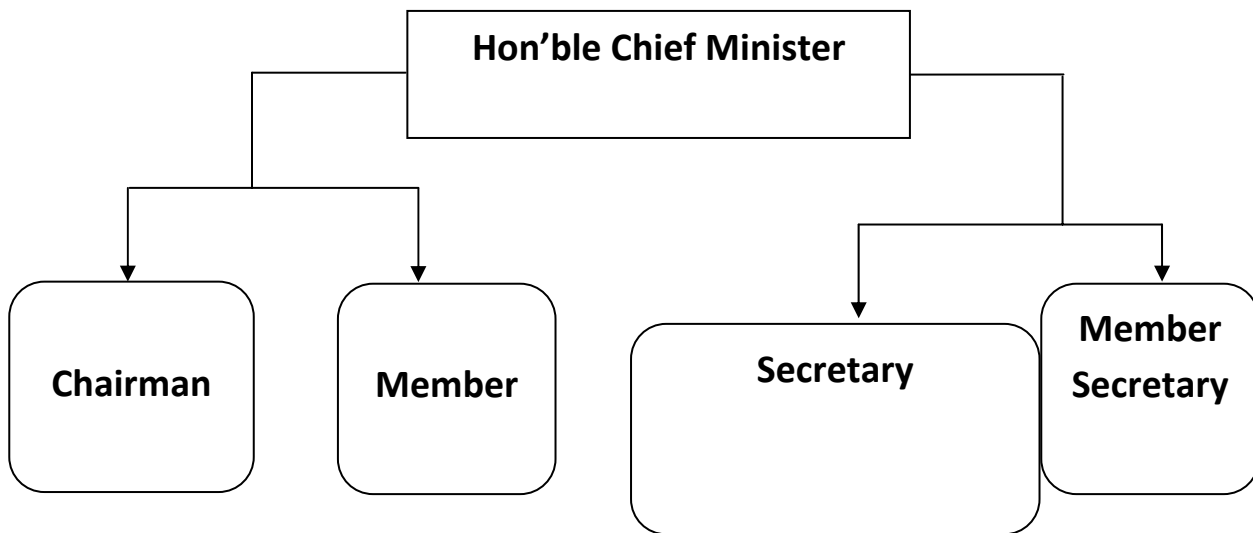 Hon’ble Chief Minister
Chairman
Member
Secretary
Member
Secretary